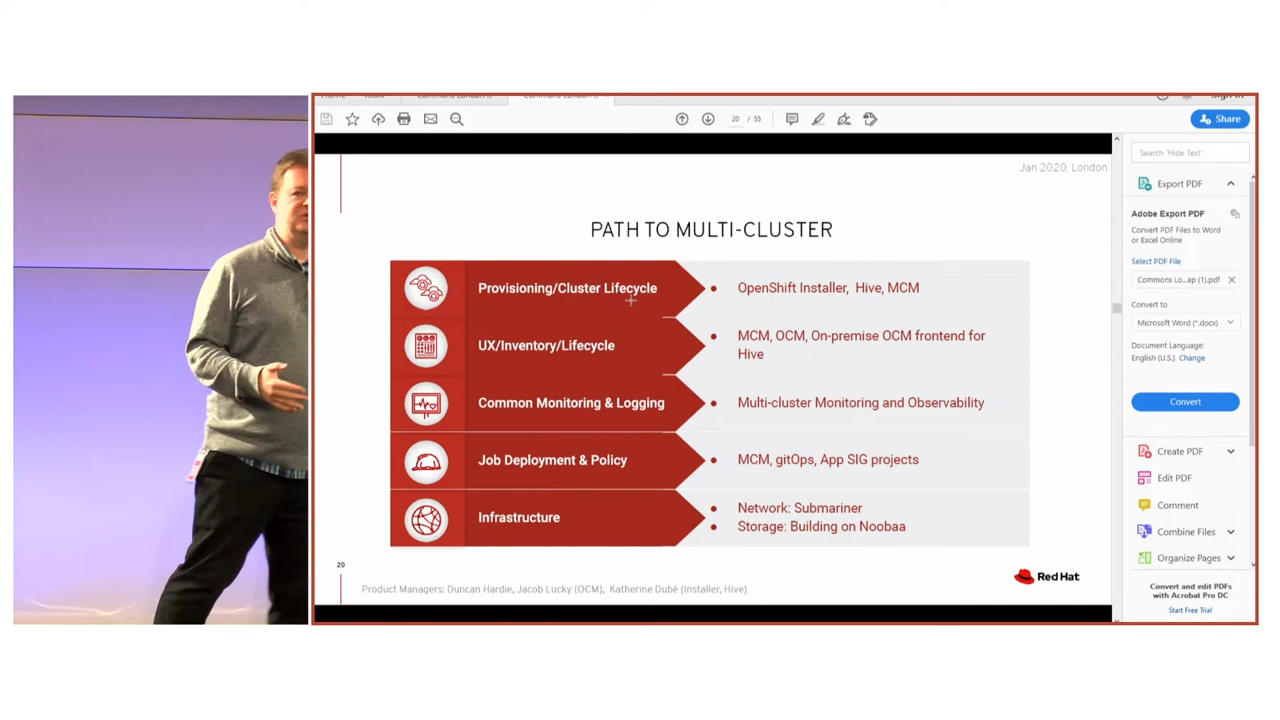 20 / 55
Share
Jan 2020, London
PATH TO MULTI-CLUSTER
Provisioning/Cluster Lifecycle
• OpenShift Installer, Hive, MCM
UX/Inventory/Lifecycle
• MCM, OCM, On-premise OCM frontend for
Hive
Common Monitoring & Logging
• Multi-cluster Monitoring and Observability
Job Deployment & Policy
• MCM, gitOps, App SIG projects
Infrastructure
• Network: Submariner
• Storage: Building on Noobaa
20
Product Managers: Duncan Hardie, Jacob Lucky (OCM), Katherine Dubé (Installer, Hive)
Red Hat
Search 'Hide Text'
Export PDF
Adobe Export PDF
Convert PDF Files to Word
or Excel Online
Select PDF File
Commons Lo...ap (1).pdf
Convert to
Microsoft Word (*.docx)
Document Language:
English (U.S.) Change
Convert
Create PDF
Edit PDF
Comment
Combine Files
Organize Pages
Convert and edit PDFs
with Acrobat Pro DC
Start Free Trial